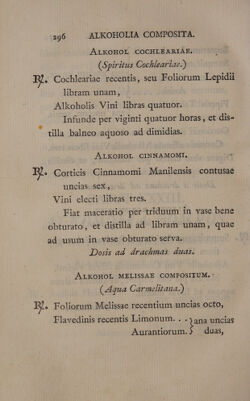 296 ALKOHOLIA COMPOSITA.
ALKOHOL COCHLEARIAE.
(Spiritus Cochleariae.)
℞. Cochleariae recentis, seu Foliorum Lepidii
libram unam,
Alkoholis Vini libras quatuor.
Infunde per viginti quatuor horas, et dis-
tilla balneo aquoso ad dimidias.
ALKOHOL CINNAMOMI.
℞. Corticis Cinnamomi Manilensis contusae
uncias sex,
Vini electi libras tres.
Fiat maceratio per triduum in vase bene
obturato, et distilla ad libram unam, quae
ad usum in vase obturato serva.
Dosis ad drachmas duas.
ALKOHOL MELISSAE COMPOSITUM.
(Aqua Carmelitana.)
℞. Foliorum Melissae recentium uncias octo,
Flavedinis recentis Limonum. . . } ana uncias
Aurantiorum. } duas,